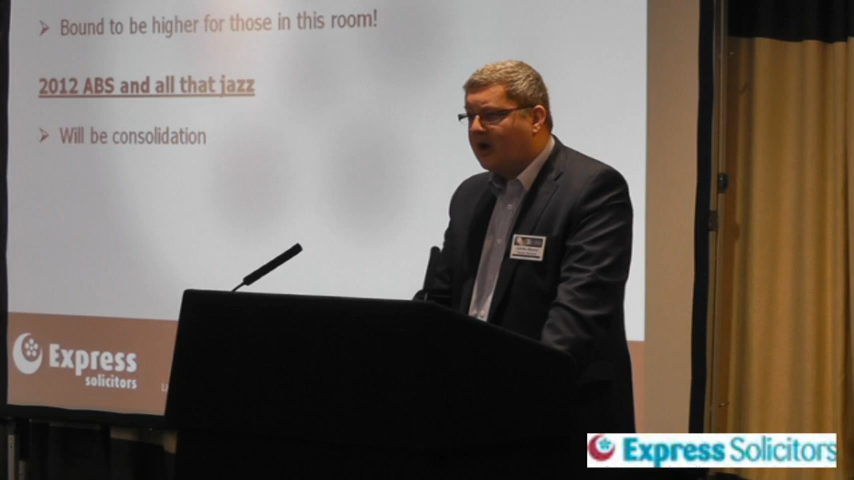 Bound to be higher for those in this room!
2012 ABS and all that jazz
Will be consolidation
Express
solicitors
Express Solicitors